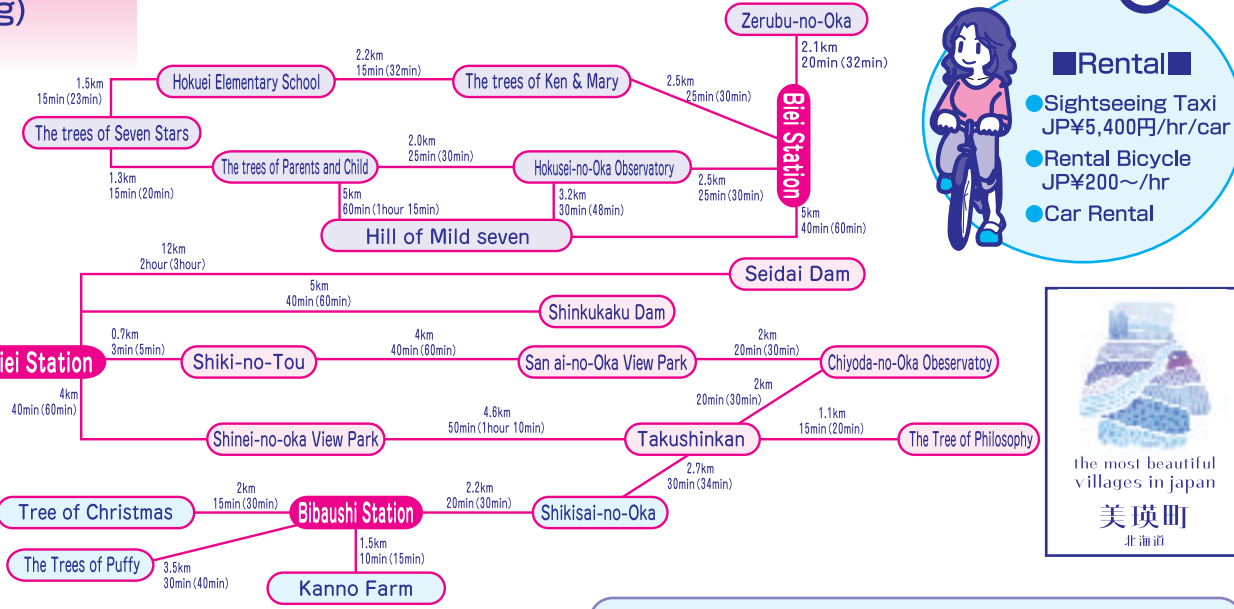 g)
Zerubu-no-Oka
2.1km
20min(32min)
2.2km
15min(32min)
Hokuei Elementary School
The trees of Ken & Mary
1.5km
15min(23min)
2.5km
25min(30min)
Biei Station
The trees of Seven Stars
2.0km
25min(30min)
The trees of Parents and Child
Hokusei-no-Oka Observatory
1.3km
15min(20min)
2.5km
25min(30min)
5km
60min(1hour 15min)
3.2km
30min(48min)
Hill of Mild seven
5km
40min(60min)
■Rental■
●Sightseeing Taxi
JP¥5,400円/hr/car
●Rental Bicycle
JP¥200～/hr
●Car Rental
12km
2hour(3hour)
Seidai Dam
5km
40min(60min)
Shinkukaku Dam
iei Station
0.7km
3min(5min)
Shiki-no-Tou
4km
40min(60min)
San ai-no-Oka View Park
2km
20min(30min)
Chiyoda-no-Oka Obeservatoy
4km
40min(60min)
2km
20min(30min)
Shinei-no-oka View Park
4.6km
50min(1hour 10min)
Takushinkan
1.1km
15min(20min)
The Tree of Philosophy
2.7km
30min(34min)
Tree of Christmas
2km
15min(30min)
Bibaushi Station
2.2km
20min(30min)
Shikisai-no-Oka
The Trees of Puffy
3.5km
30min(40min)
1.5km
10min(15min)
Kanno Farm
the most beautiful
villages in japan
美瑛町
北海道